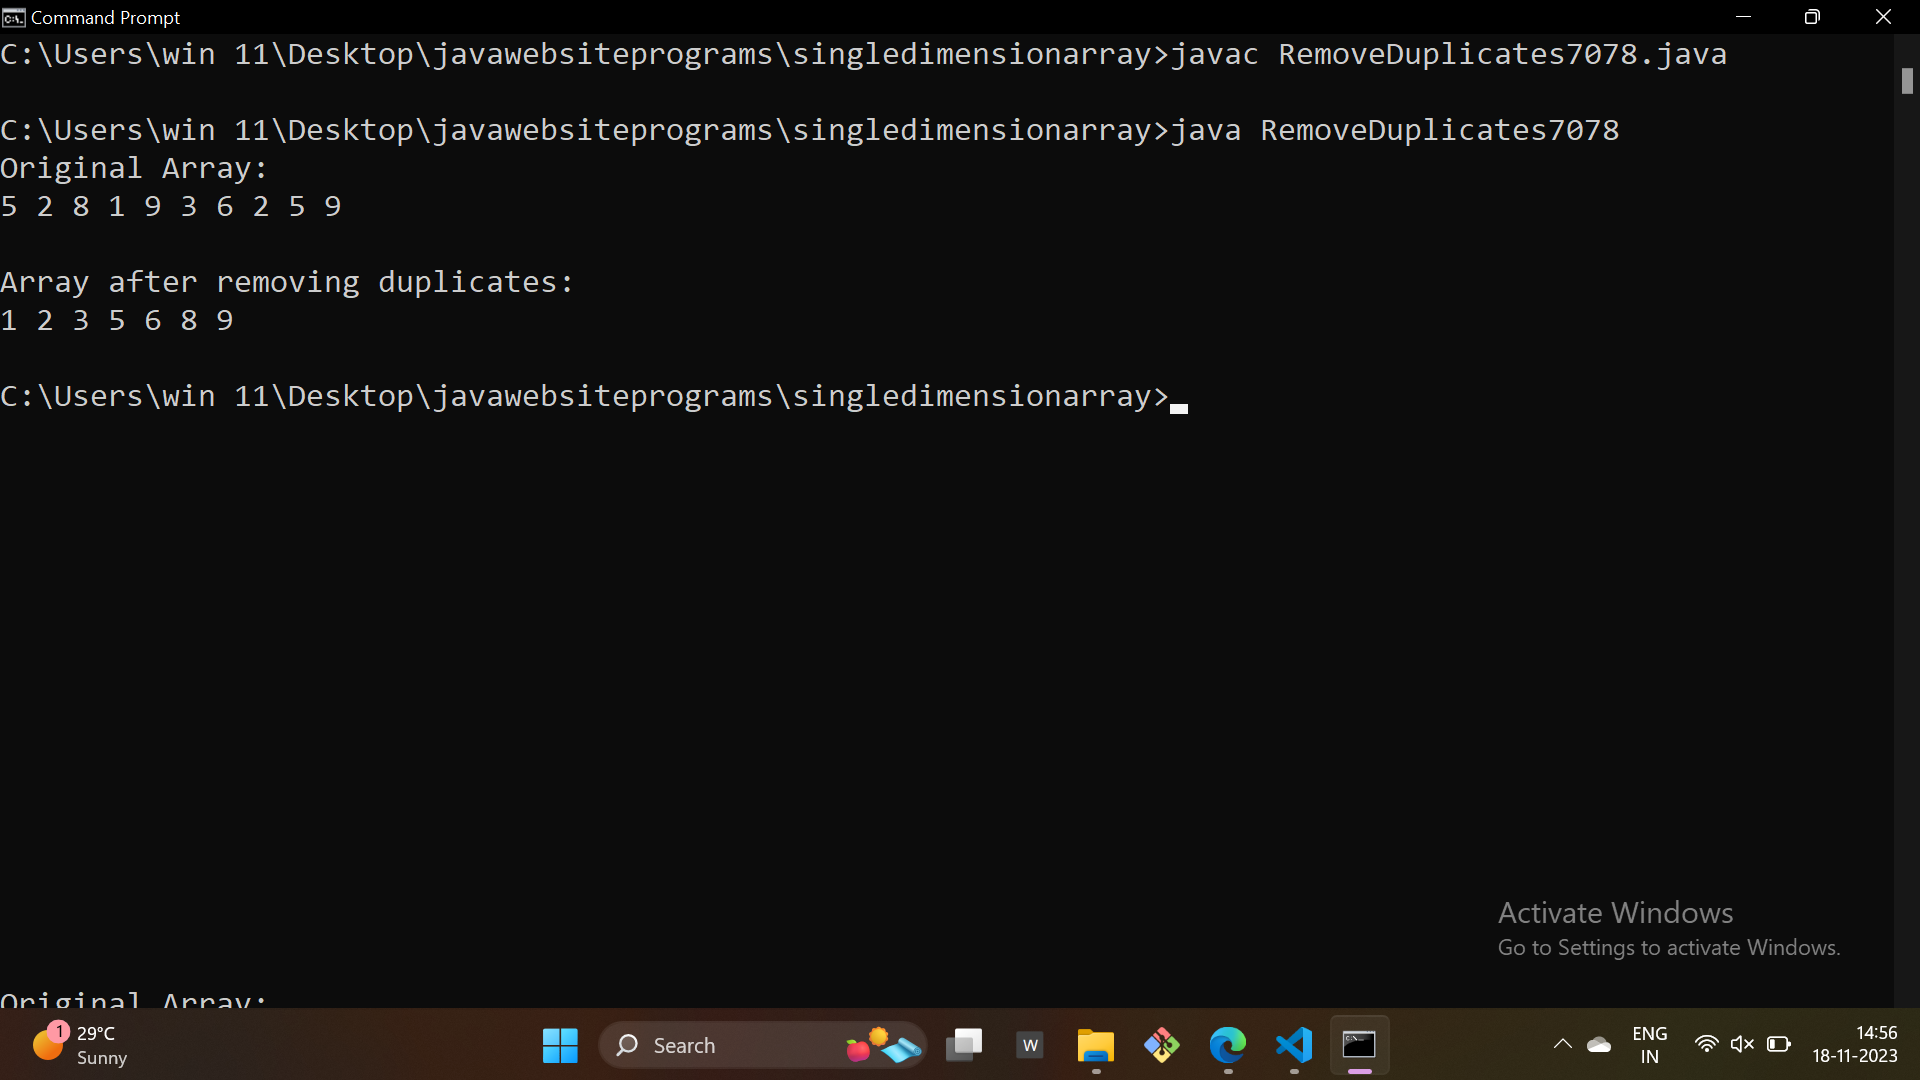 Command Prompt
C:\Users\win 11\Desktop\javawebsiteprograms\singledimensionarray>javac RemoveDuplicates7078.java
C:\Users\win 11\Desktop\javawebsiteprograms\singledimensionarray>java RemoveDuplicates7078
Original Array:
5 2 8 1 9 3 6 2 5 9
Array after removing duplicates:
1 2 3 5 6 8 9
C:\Users\win 11\Desktop\javawebsiteprograms\singledimensionarray>
Activate Windows
Go to Settings to activate Windows.
Original Array:
1
29°C
Sunny
Search
W
ENG
IN
14:56
18-11-2023